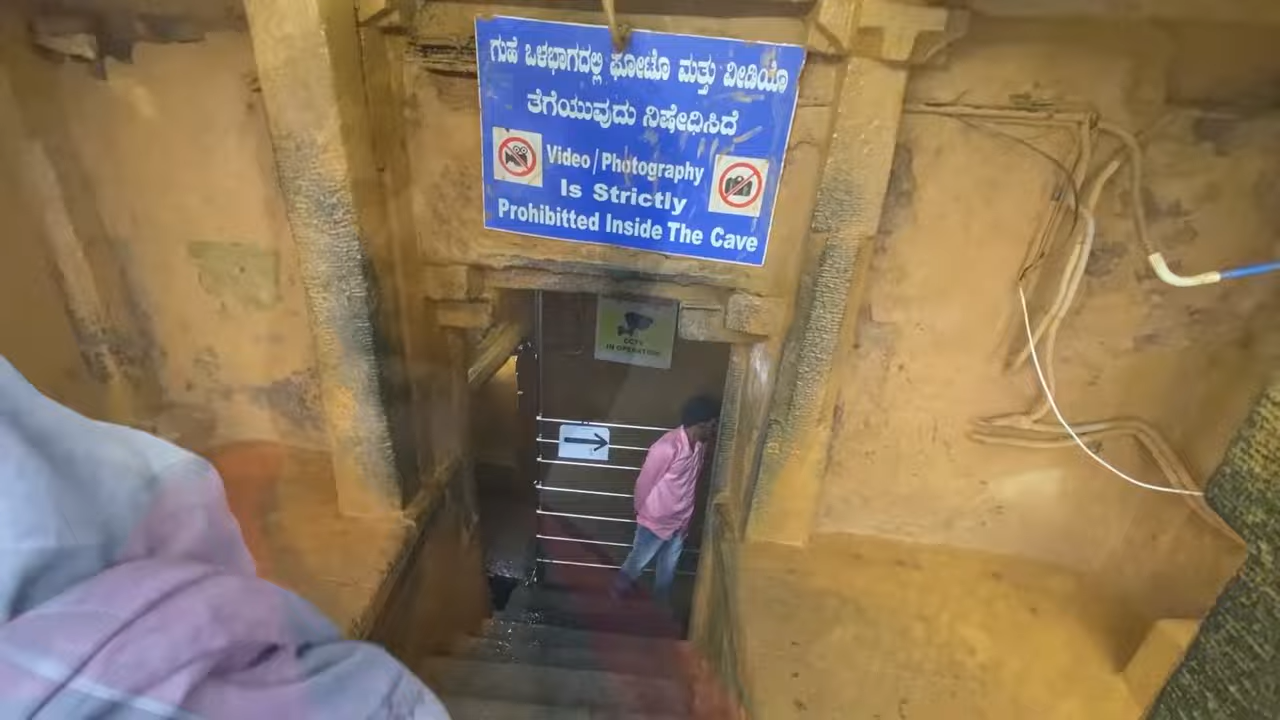 ಗುಹೆ ಒಳಭಾಗದಲ್ಲಿ ಫೋಟೊ ಮತ್ತು ವೀಡಿಯೊ
ತೆಗೆಯುವುದು ನಿಷೇಧಿಸಿದೆ
Video/Photography
Is Strictly
Prohibitted Inside The Cave
CCTV
IN OPERATION